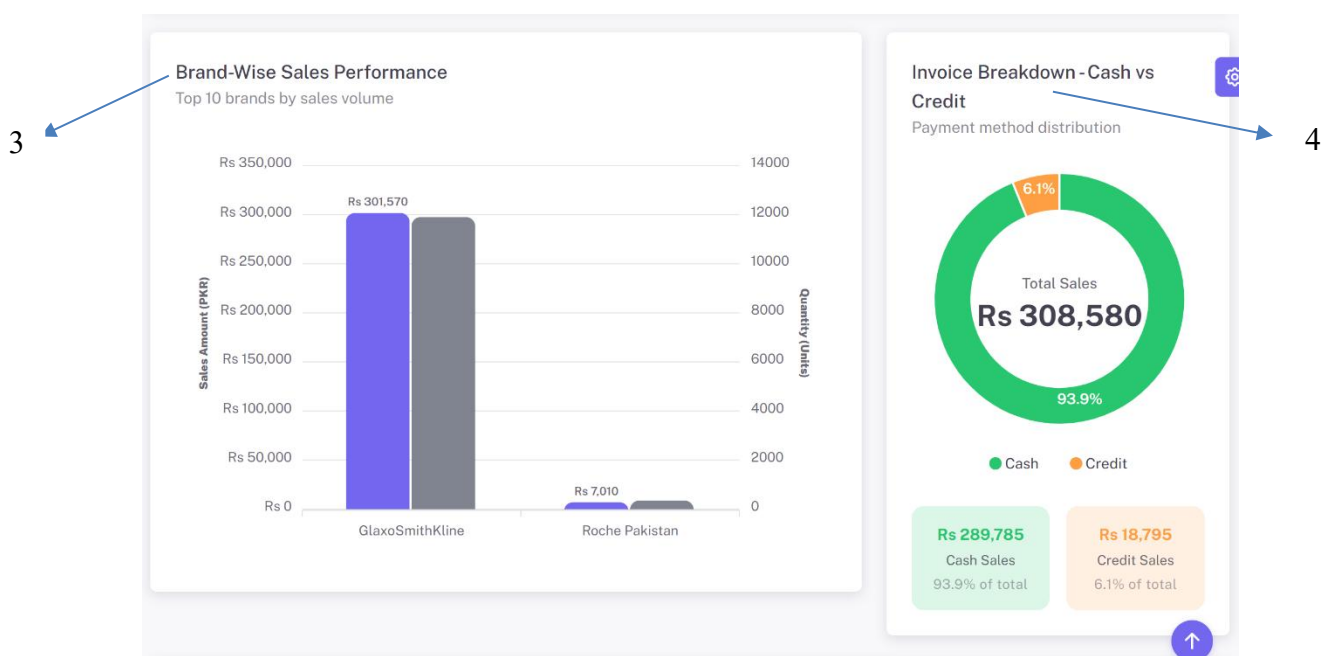 3
Brand-Wise Sales Performance
Top 10 brands by sales volume
Sales Amount (PKR)
Rs 350,000
Rs 300,000
Rs 250,000
Rs 200,000
Rs 150,000
Rs 100,000
Rs 50,000
Rs 0
Rs 301,570
Rs 7,010
GlaxoSmithKline
Roche Pakistan
14000
12000
10000
8000
6000
4000
2000
0
Quantity (Units)
Invoice Breakdown - Cash vs
Credit
Payment method distribution
6.1%
Total Sales
Rs 308,580
93.9%
Cash
Credit
Rs 289,785
Cash Sales
93.9% of total
Rs 18,795
Credit Sales
6.1% of total
4